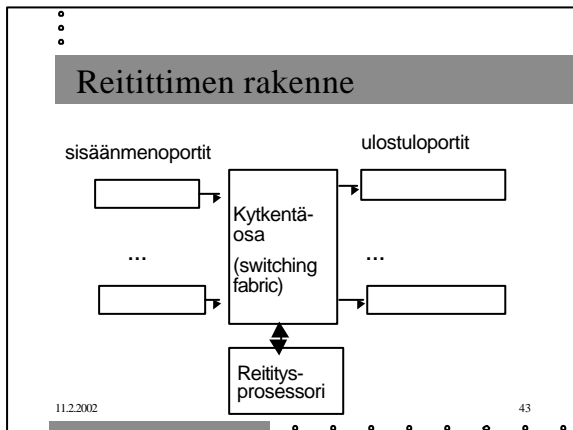 Reitittimen rakenne
sisäänmenoportit
ulostuloportit
Kytkentä-
osa
(switching
fabric)
...
...
Reititys-
prosessori
11.2.2002
43